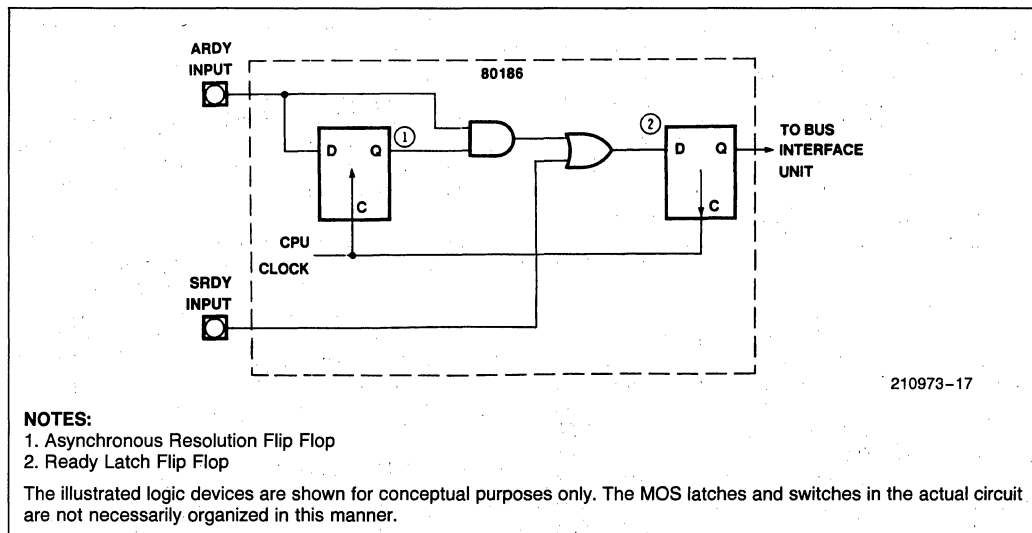 ARDY
INPUT
80186
①
②
D Q
C
D Q
C
TO BUS
INTERFACE
UNIT
CPU
CLOCK
SRDY
INPUT
210973–17
NOTES:
1. Asynchronous Resolution Flip Flop
2. Ready Latch Flip Flop
The illustrated logic devices are shown for conceptual purposes only. The MOS latches and switches in the actual circuit
are not necessarily organized in this manner.